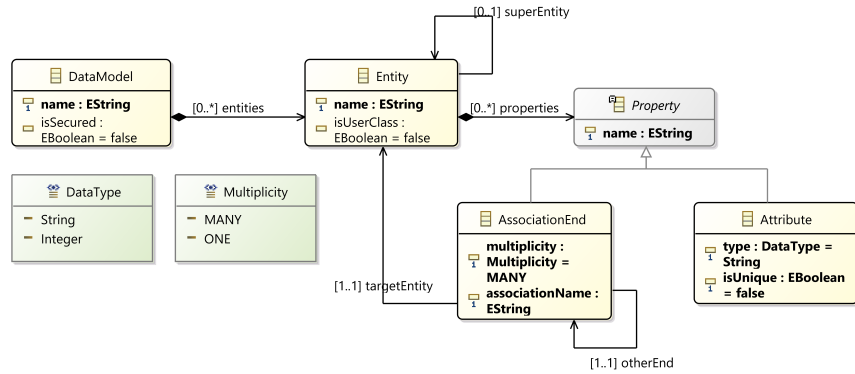 [0..1] superEntity
DataModel
name : EString
isSecured :
EBoolean = false
[0..*] entities
Entity
name : EString
isUserClass :
EBoolean = false
[0..*] properties
Property
1 name : EString
DataType
String
Integer
Multiplicity
MANY
ONE
[1..1] targetEntity
AssociationEnd
multiplicity :
Multiplicity =
MANY
associationName :
EString
[1..1] otherEnd
Attribute
type : DataType =
String
isUnique : EBoolean
= false